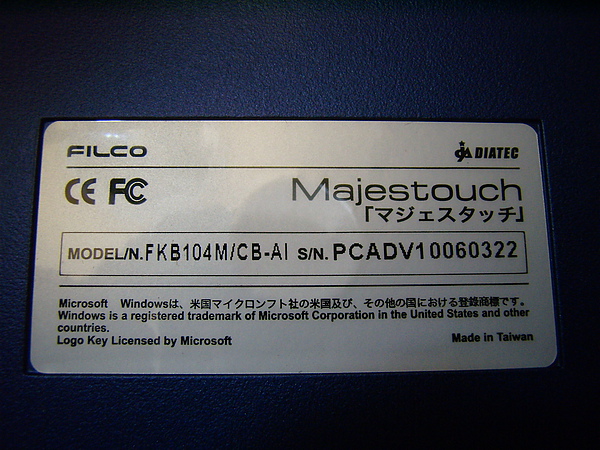 FILCO
DIATEC
CE FC
Majestouch
「マジェスタッチ」
MODEL/N.FKB104M/CB-AI S/N.PCADV10060322
Microsoft Windowsは、米国マイクロンフト社の米国及び、その他の国における登録商標です。
Windows is a registered trademark of Microsoft Corporation in the United States and other
countries.
Logo Key Licensed by Microsoft
Made in Taiwan